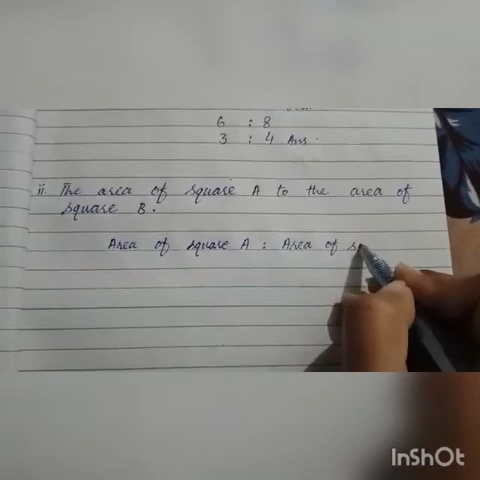 6 : 8
3 : 4 Ans.
ii. The area of square A to the area of
square B.
Area of square A : Area of s
InShOt